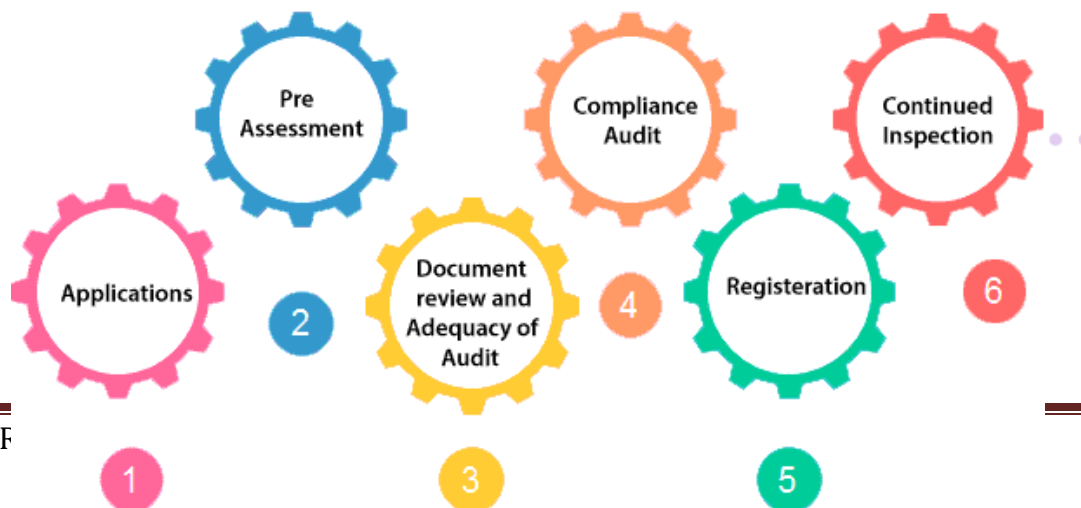 Applications
1
Pre
Assessment
2
Document
review and
Adequacy of
Audit
3
Compliance
Audit
4
Registeration
5
Continued
Inspection
6